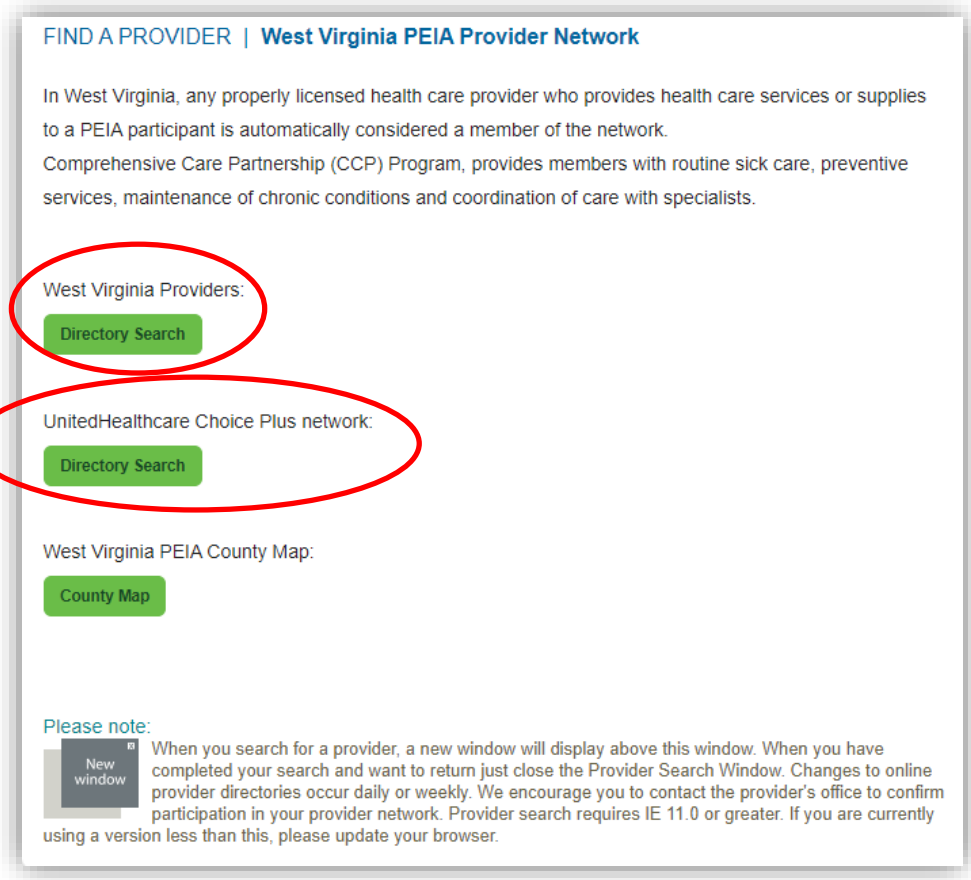 FIND A PROVIDER | West Virginia PEIA Provider Network
In West Virginia, any properly licensed health care provider who provides health care services or supplies
to a PEIA participant is automatically considered a member of the network.
Comprehensive Care Partnership (CCP) Program, provides members with routine sick care, preventive
services, maintenance of chronic conditions and coordination of care with specialists.
West Virginia Providers:
Directory Search
UnitedHealthcare Choice Plus network:
Directory Search
West Virginia PEIA County Map:
County Map
Please note:
New
window
When you search for a provider, a new window will display above this window. When you have
completed your search and want to return just close the Provider Search Window. Changes to online
provider directories occur daily or weekly. We encourage you to contact the provider's office to confirm
participation in your provider network. Provider search requires IE 11.0 or greater. If you are currently
using a version less than this, please update your browser.